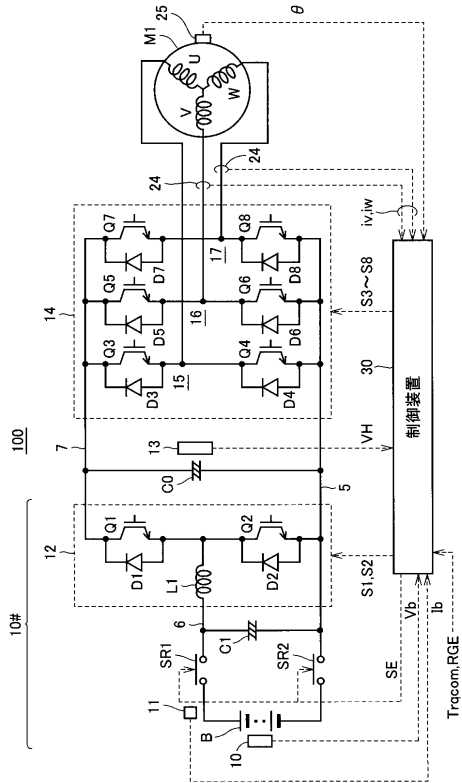 100
10#
12
14
7
Q1
D1
Q2
D2
L1
6
C1
SR1
SR2
11
B
10
C0
13
5
VH
Q3
D3
Q4
D4
15
Q5
D5
Q6
D6
16
Q7
D7
Q8
D8
17
24
24
M1
25
U
V
W
θ
iv,iw
S3～S8
30
制御装置
S1,S2
SE
Vb
Ib
Trqcom,RGE